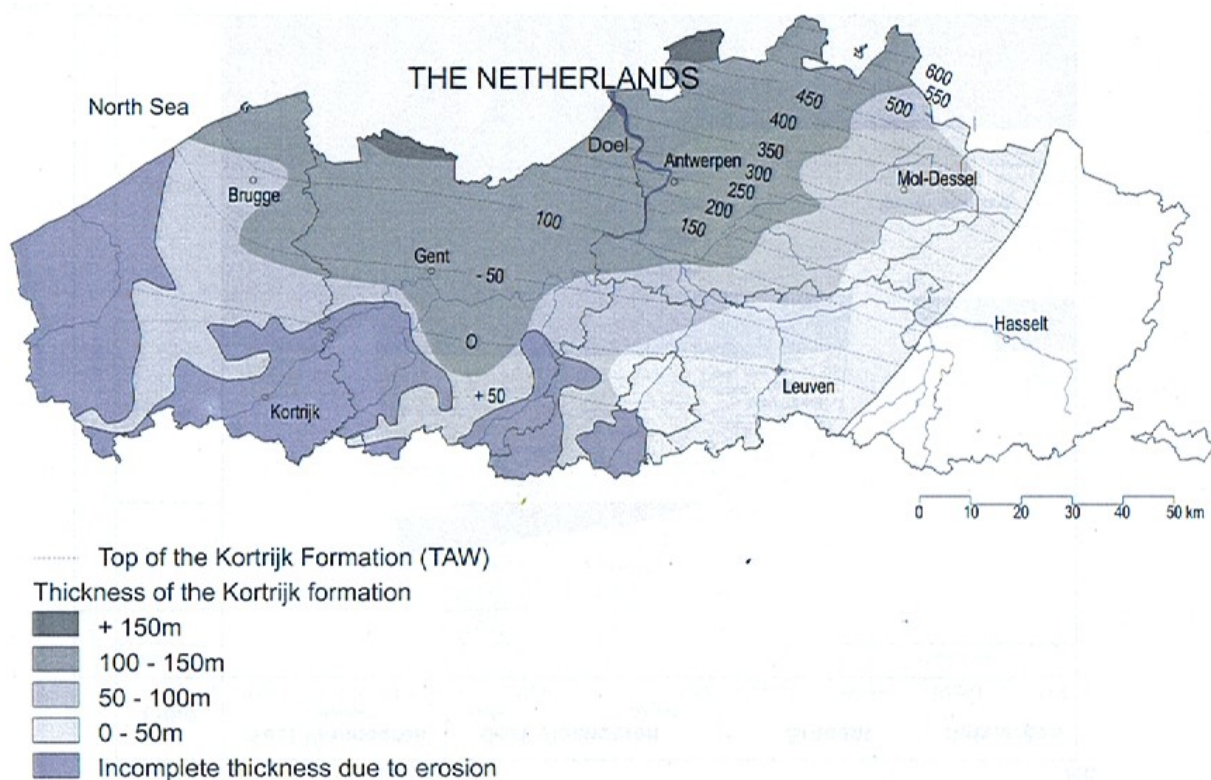 THE NETHERLANDS
North Sea
600
550
500
450
400
350
300
250
200
150
100
- 50
0
+ 50
Doel
Antwerpen
Mol-Dessel
Brugge
Gent
Hasselt
Leuven
Kortrijk
0 10 20 30 40 50 km
Top of the Kortrijk Formation (TAW)
Thickness of the Kortrijk formation
+ 150m
100 - 150m
50 - 100m
0 - 50m
Incomplete thickness due to erosion